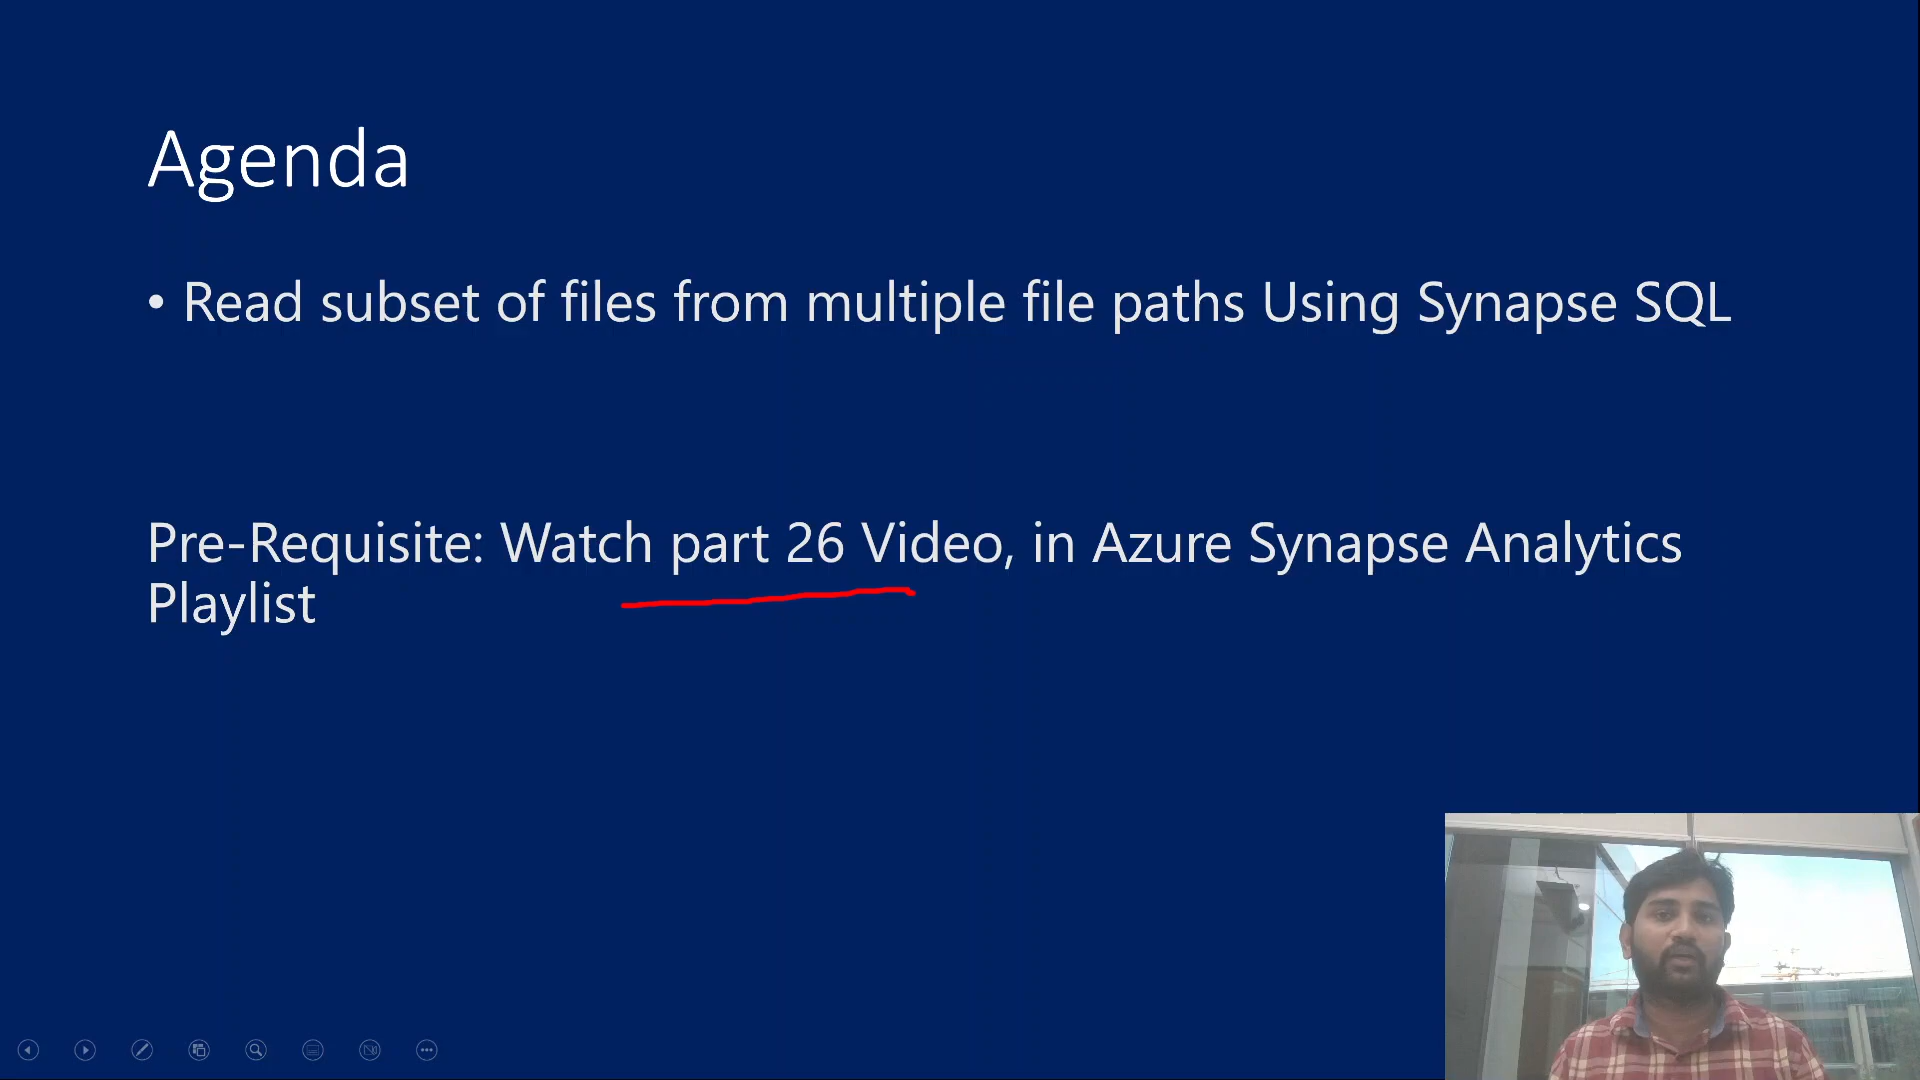 Agenda
• Read subset of files from multiple file paths Using Synapse SQL
Pre-Requisite: Watch part 26 Video, in Azure Synapse Analytics
Playlist